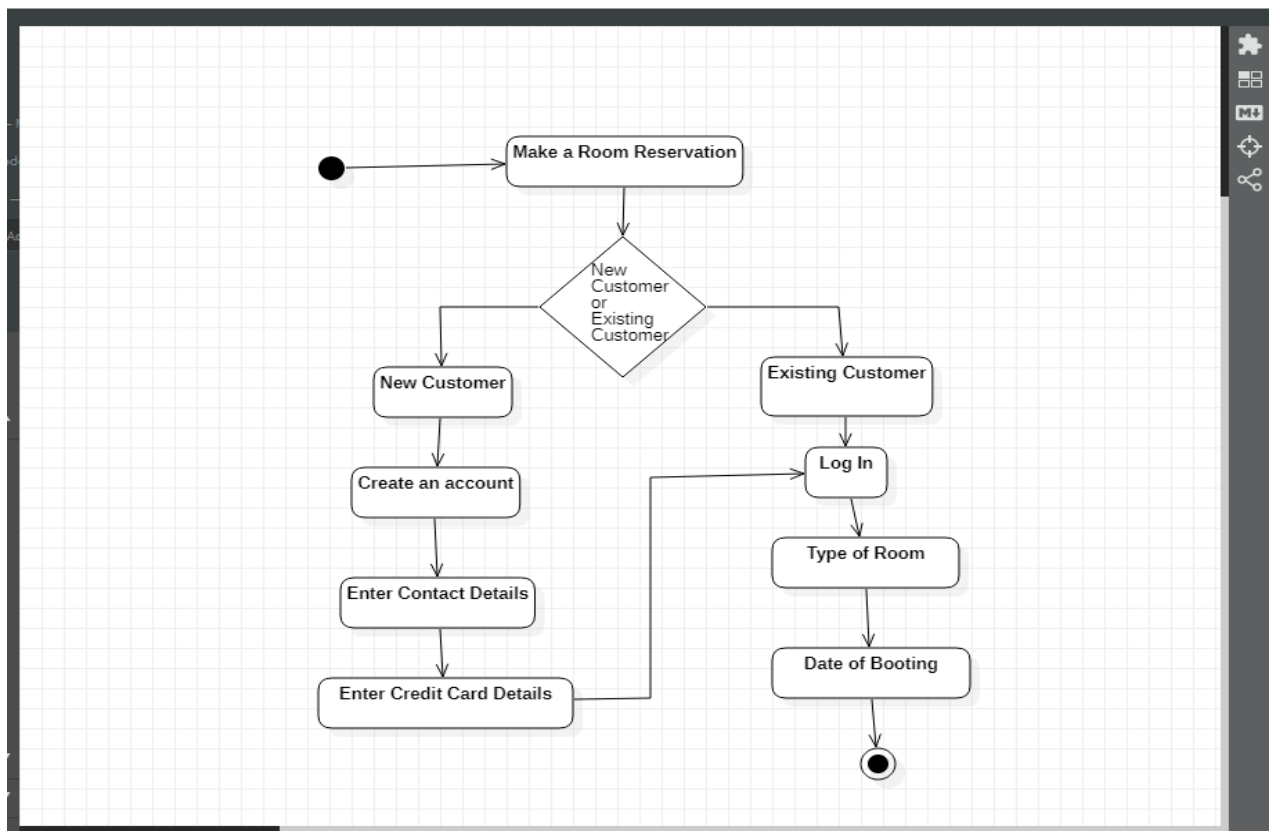 Make a Room Reservation
New
Customer
or
Existing
Customer
New Customer
Existing Customer
Create an account
Log In
Type of Room
Enter Contact Details
Date of Booting
Enter Credit Card Details
M